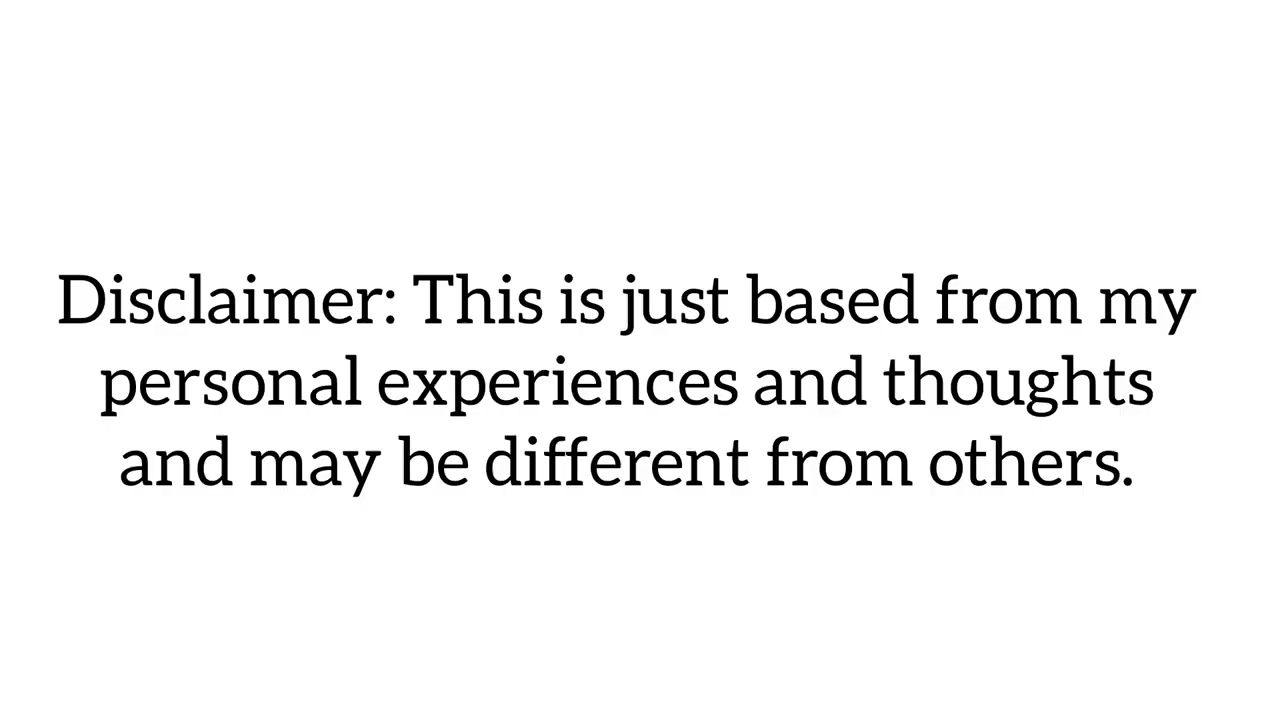 Disclaimer: This is just based from my
personal experiences and thoughts
and may be different from others.